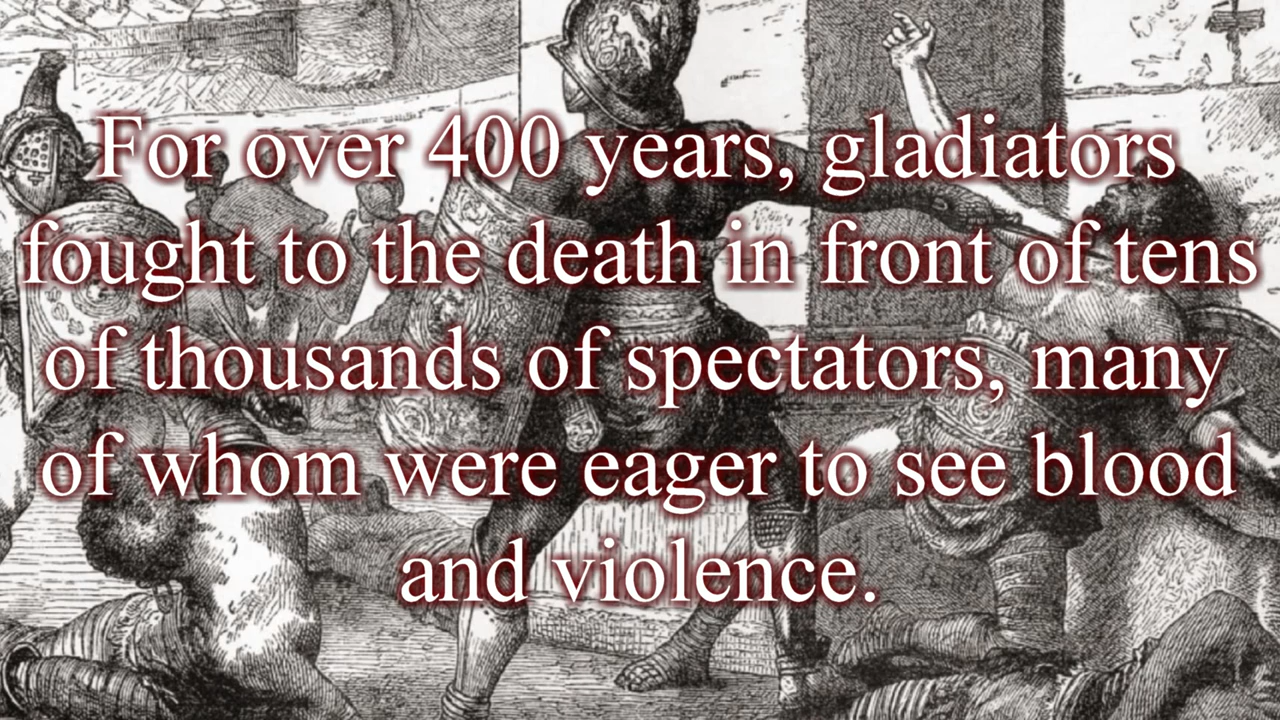 For over 400 years, gladiators
fought to the death in front of tens
of thousands of spectators, many
of whom were eager to see blood
and violence.